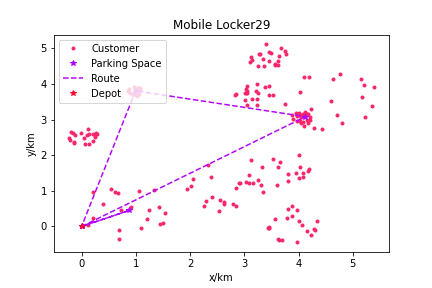 Mobile Locker29
Customer
Parking Space
Route
Depot
y/km
5
4
3
2
1
0
0 1 2 3 4 5
x/km